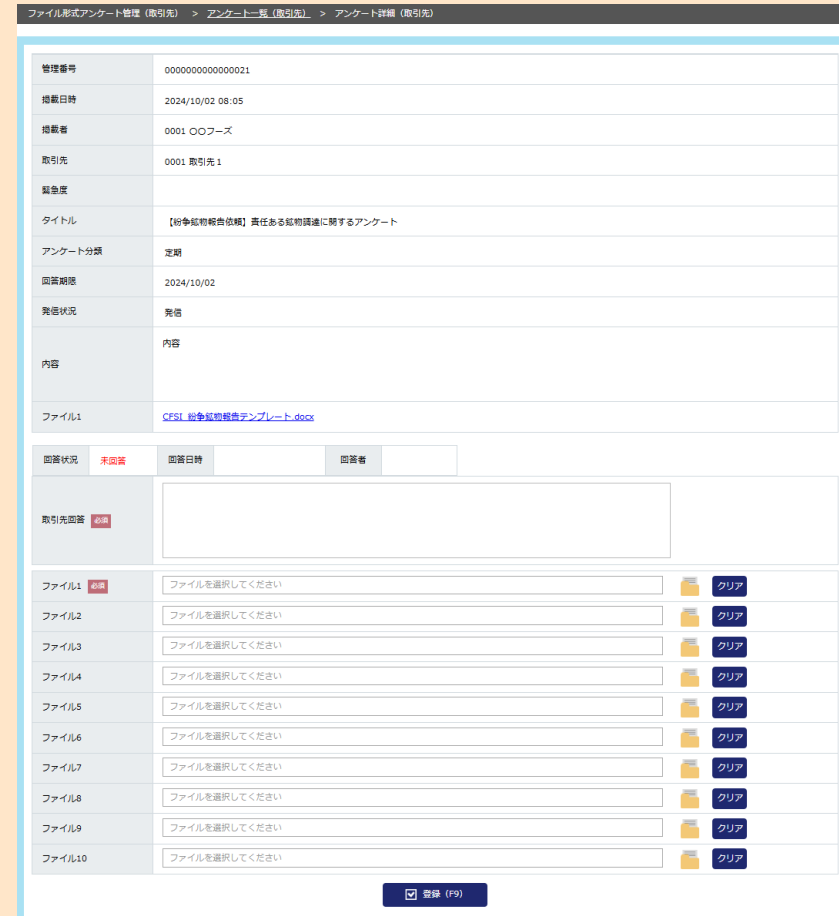 ファイル形式アンケート管理（取引先） > アンケート一覧（取引先） > アンケート詳細（取引先）
管理番号 0000000000000021
掲載日時 2024/10/02 08:05
掲載者 0001 〇〇フーズ
取引先 0001 取引先１
緊急度
タイトル 【紛争鉱物報告依頼】責任ある鉱物調達に関するアンケート
アンケート分類 定期
回答期限 2024/10/02
発信状況 発信
内容 内容
ファイル1 CFSI_紛争鉱物報告テンプレート.docx
回答状況 未回答 回答日時 回答者
取引先回答 必須
ファイル1 必須 ファイルを選択してください クリア
ファイル2 ファイルを選択してください クリア
ファイル3 ファイルを選択してください クリア
ファイル4 ファイルを選択してください クリア
ファイル5 ファイルを選択してください クリア
ファイル6 ファイルを選択してください クリア
ファイル7 ファイルを選択してください クリア
ファイル8 ファイルを選択してください クリア
ファイル9 ファイルを選択してください クリア
ファイル10 ファイルを選択してください クリア
登録（F9）